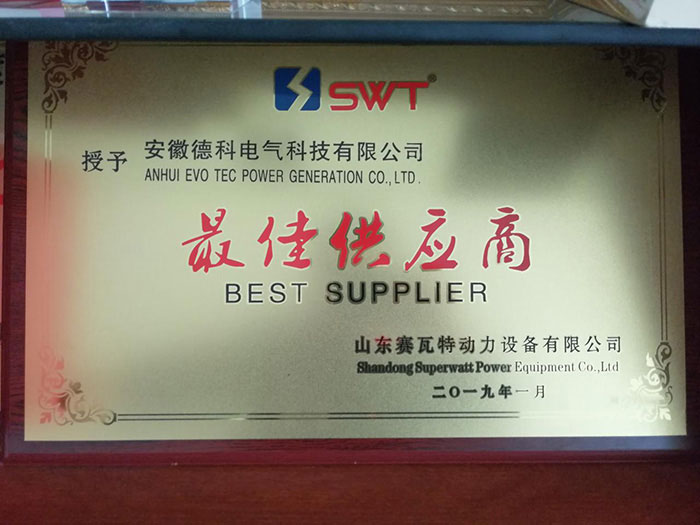 SWT®
授予 安徽德科电气科技有限公司
ANHUI EVO TEC POWER GENERATION CO.,LTD.
最佳供应商
BEST SUPPLIER
山东赛瓦特动力设备有限公司
Shandong Superwatt Power Equipment Co.,Ltd
二〇一九年一月